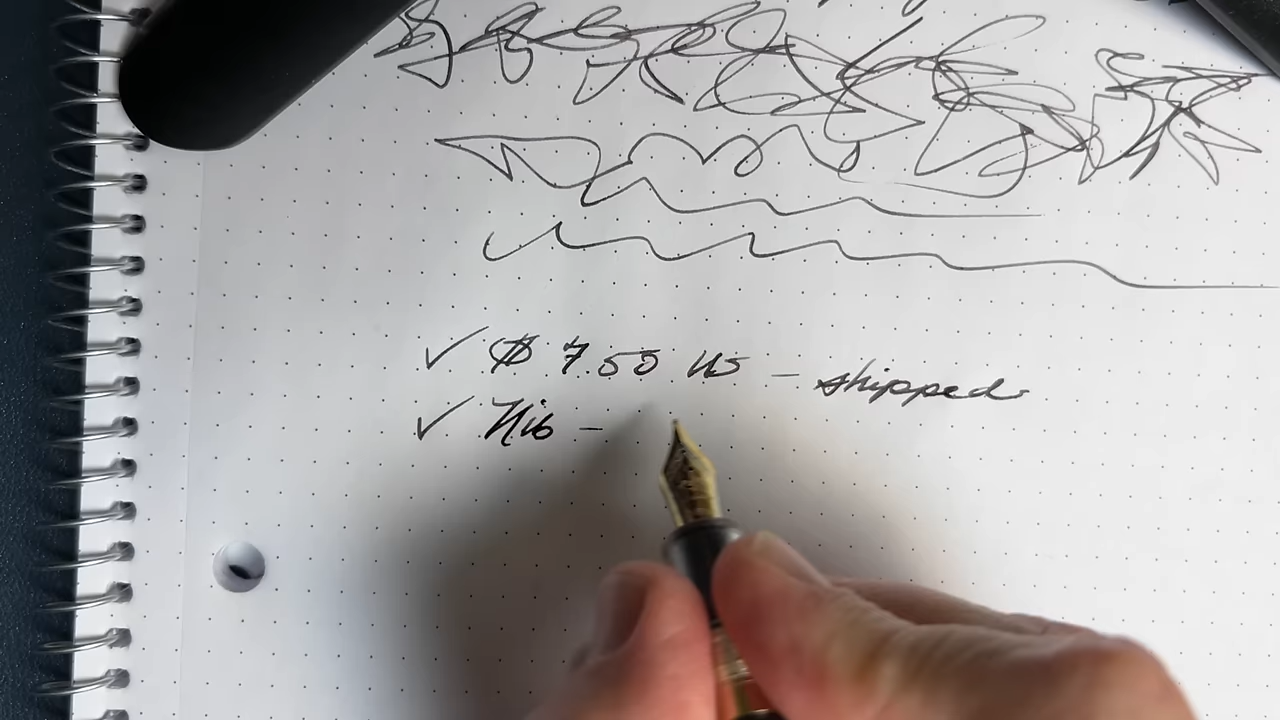 ✓ $ 7.50 US – shipped
✓ Nib –